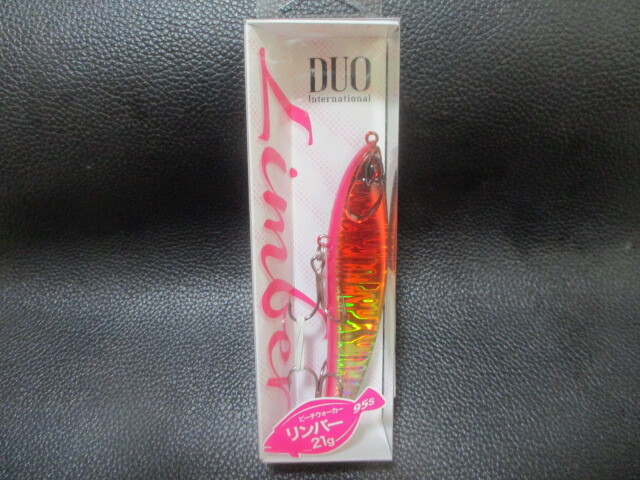 DUO
International
Limber
ビーチウォーカー
95S
リンバー
21g